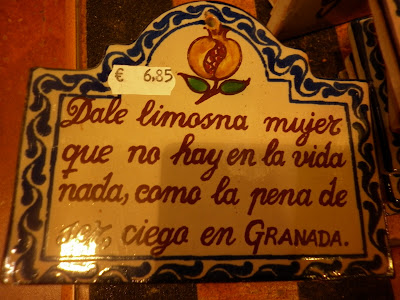 € 6,85
Dale limosna mujer
que no hay en la vida
nada, como la pena de
ser, ciego en GRANADA.